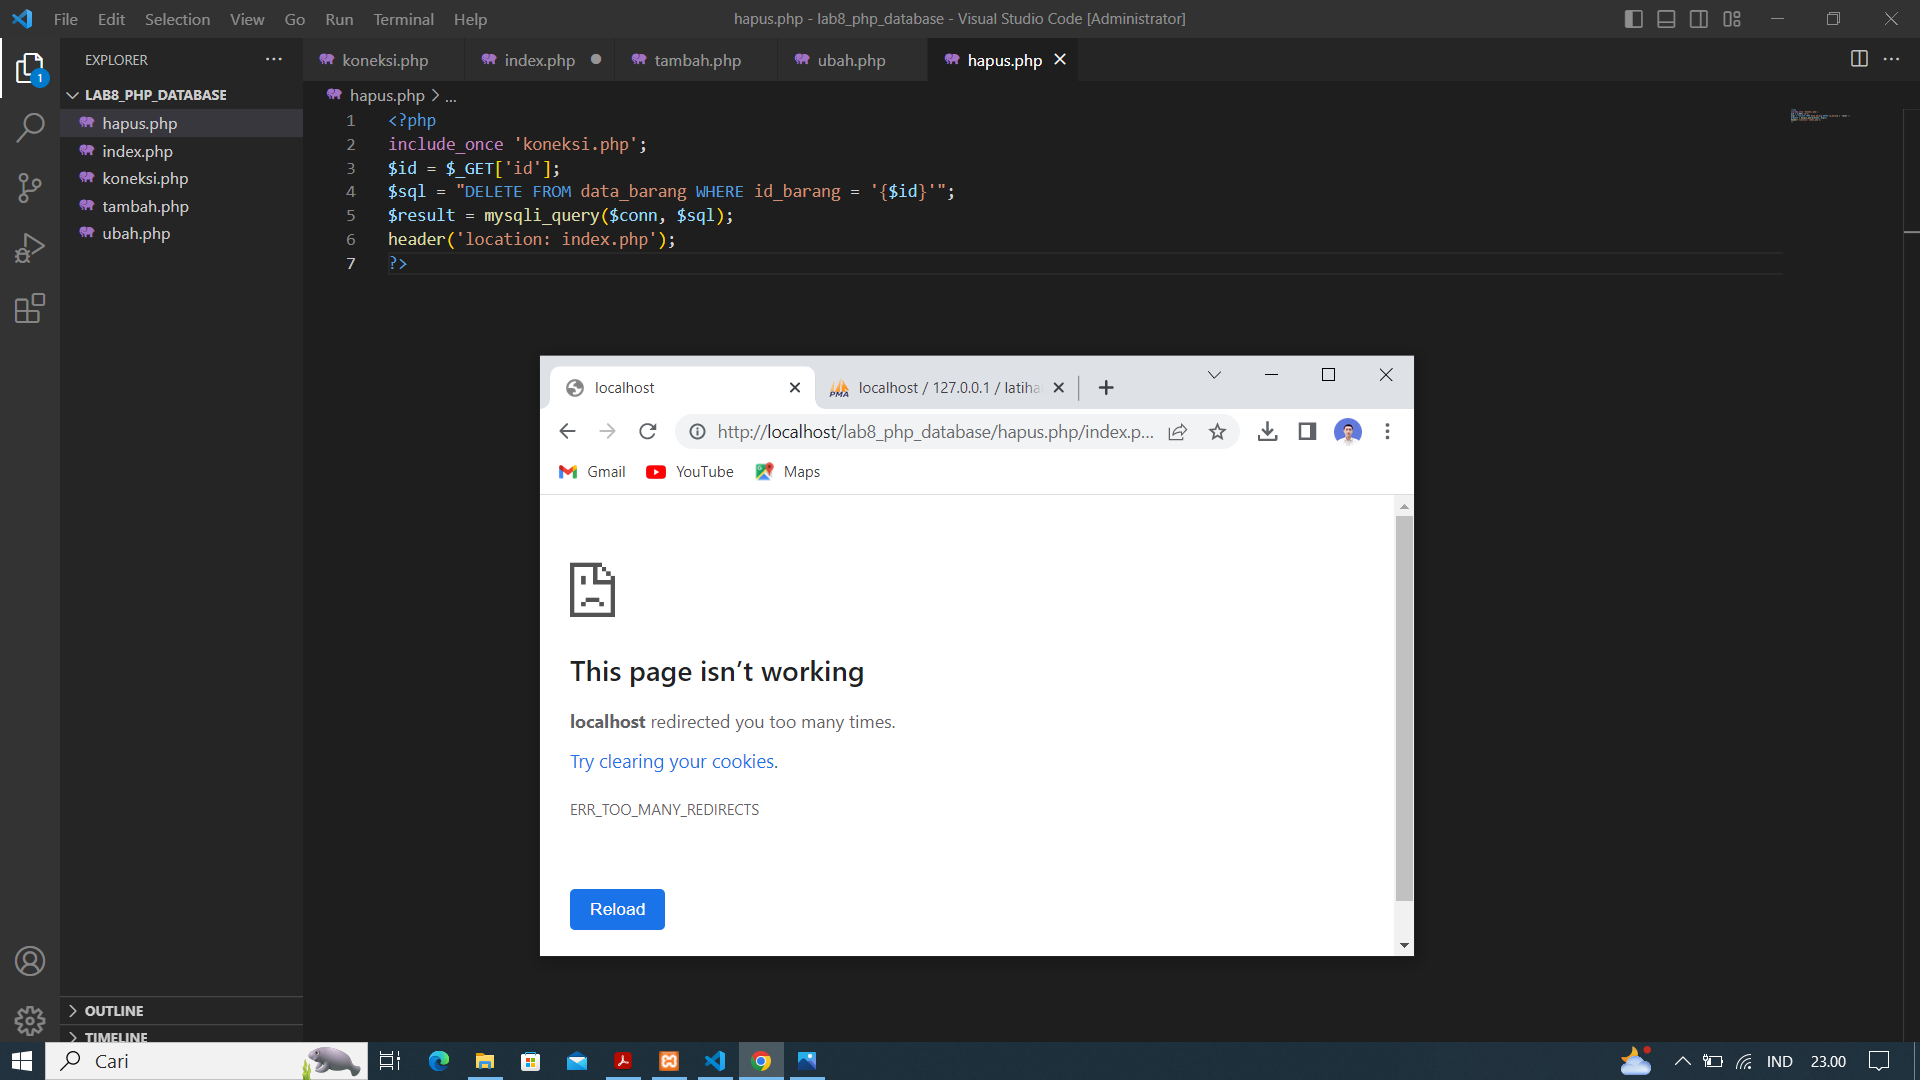 File Edit Selection View Go Run Terminal Help
hapus.php - lab8_php_database - Visual Studio Code [Administrator]
EXPLORER
1
LAB8_PHP_DATABASE
hapus.php
index.php
koneksi.php
tambah.php
ubah.php
OUTLINE
TIMELINE
koneksi.php
index.php
tambah.php
ubah.php
hapus.php
hapus.php > ...
1 <?php
2 include_once 'koneksi.php';
3 $id = $_GET['id'];
4 $sql = "DELETE FROM data_barang WHERE id_barang = '{$id}'";
5 $result = mysqli_query($conn, $sql);
6 header('location: index.php');
7 ?>
localhost
PMA
localhost / 127.0.0.1 / latiha
http://localhost/lab8_php_database/hapus.php/index.p...
Gmail
YouTube
Maps
This page isn’t working
localhost redirected you too many times.
Try clearing your cookies.
ERR_TOO_MANY_REDIRECTS
Reload
Cari
IND
23.00